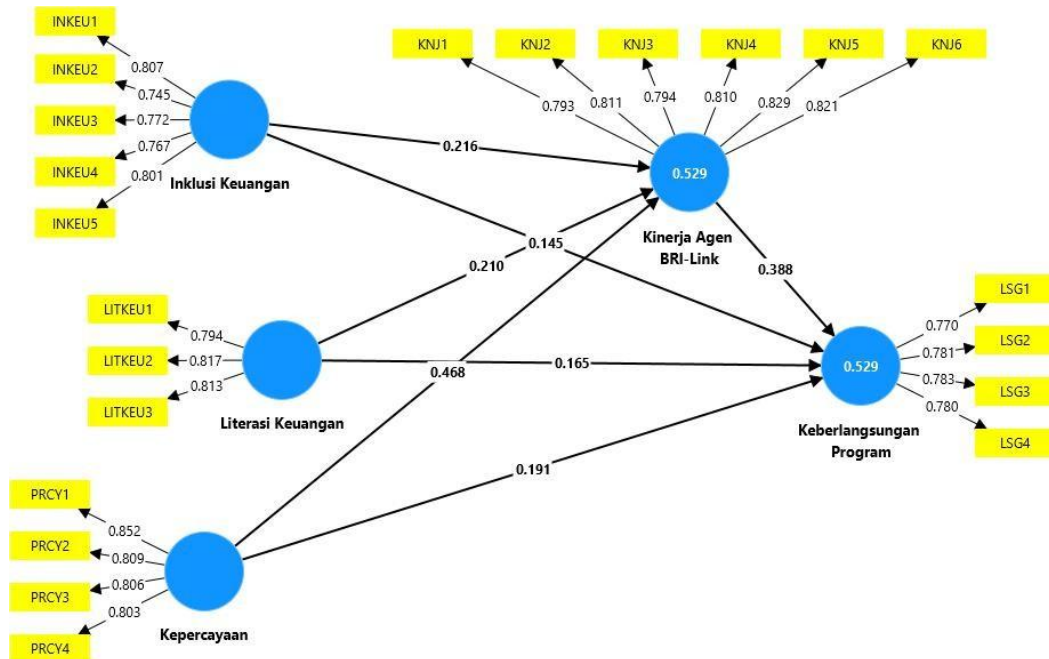 INKEU1
INKEU2
INKEU3
INKEU4
INKEU5
0.807
0.745
0.772
0.767
0.801
Inklusi Keuangan
KNJ1
KNJ2
KNJ3
KNJ4
KNJ5
KNJ6
0.793
0.811
0.794
0.810
0.829
0.821
0.529
Kinerja Agen
BRI-Link
0.216
0.145
0.210
0.388
LITKEU1
LITKEU2
LITKEU3
0.794
0.817
0.813
Literasi Keuangan
0.468
0.165
0.191
0.529
Keberlangsungan
Program
LSG1
LSG2
LSG3
LSG4
0.770
0.781
0.783
0.780
PRCY1
PRCY2
PRCY3
PRCY4
0.852
0.809
0.806
0.803
Kepercayaan